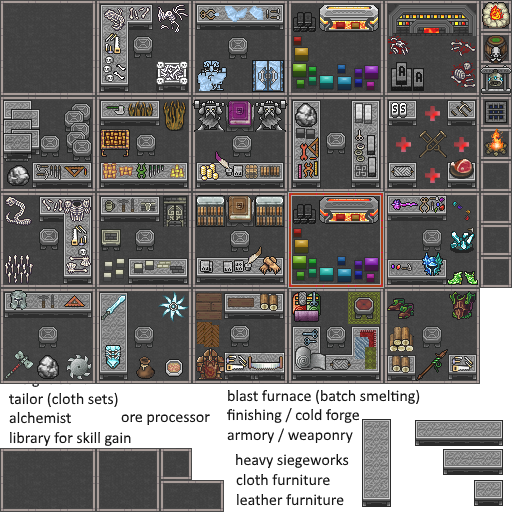 SS
A A
tailor (cloth sets)
alchemist
ore processor
library for skill gain
blast furnace (batch smelting)
finishing / cold forge
armory / weaponry
heavy siegeworks
cloth furniture
leather furniture